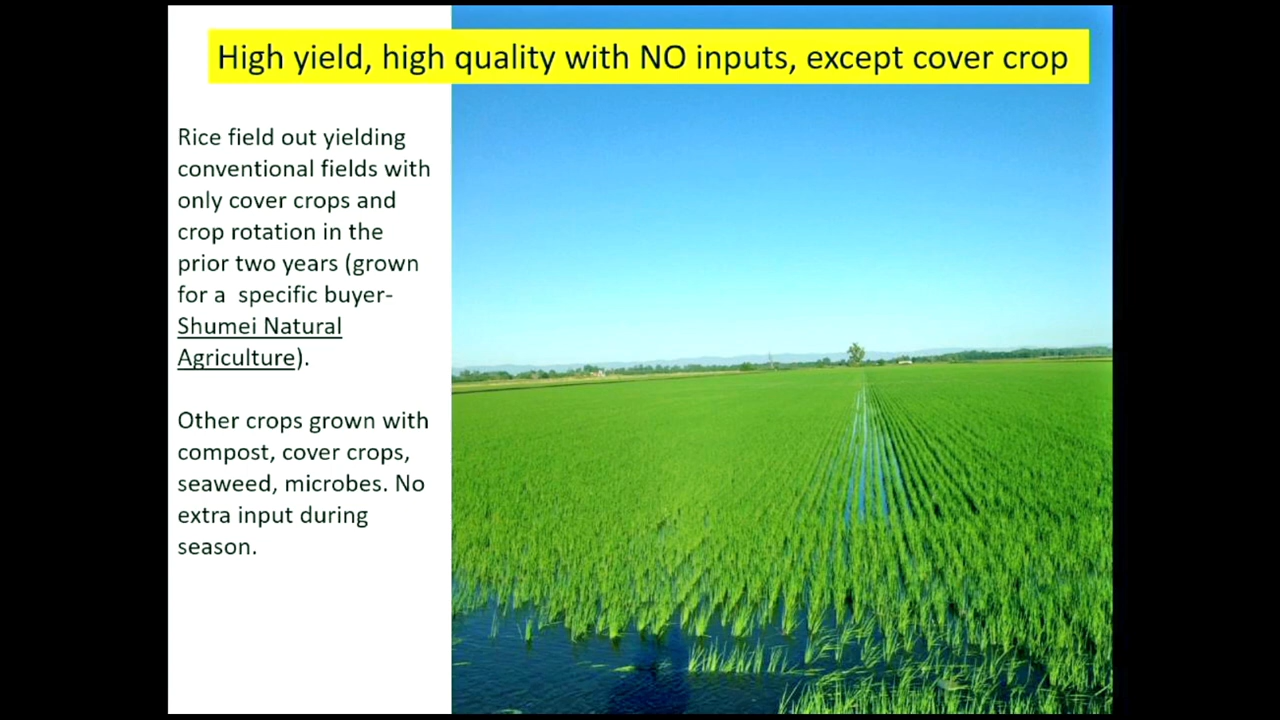 High yield, high quality with NO inputs, except cover crop
Rice field out yielding
conventional fields with
only cover crops and
crop rotation in the
prior two years (grown
for a  specific buyer-
Shumei Natural
Agriculture).
Other crops grown with
compost, cover crops,
seaweed, microbes. No
extra input during
season.